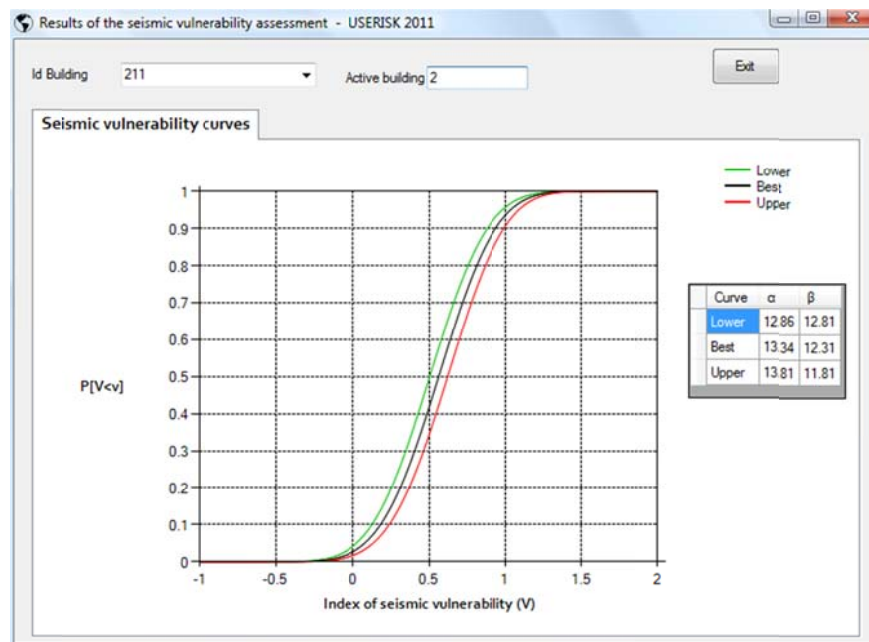 Results of the seismic vulnerability assessment - USERISK 2011
Id Building 211 Active building 2 Exit
Seismic vulnerability curves
Lower
Best
Upper
1
0.9
0.8
0.7
0.6
0.5
0.4
0.3
0.2
0.1
0
P[V<v]
-1 -0.5 0 0.5 1 1.5 2
Index of seismic vulnerability (V)
Curve α β
Lower 12.86 12.81
Best 13.34 12.31
Upper 13.81 11.81